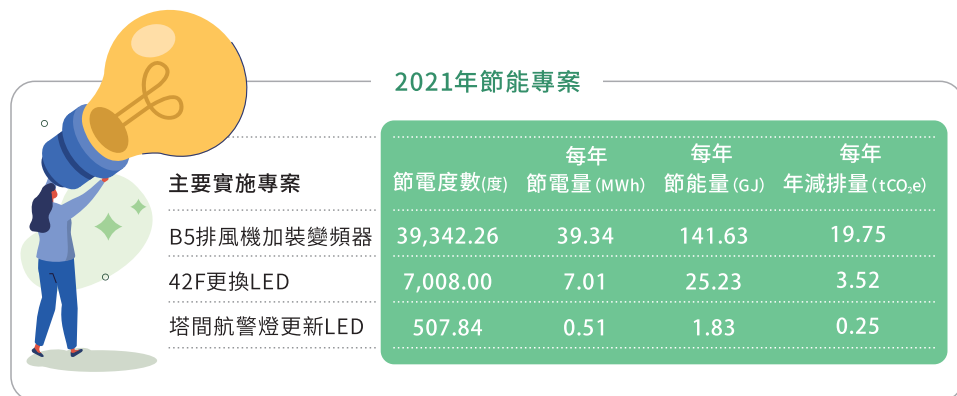 2021年節能專案
主要實施專案 節電度數(度) 每年節電量(MWh) 每年節能量(GJ) 每年年減排量(tCO₂e)
B5排風機加裝變頻器 39,342.26 39.34 141.63 19.75
42F更換LED 7,008.00 7.01 25.23 3.52
塔間航警燈更新LED 507.84 0.51 1.83 0.25